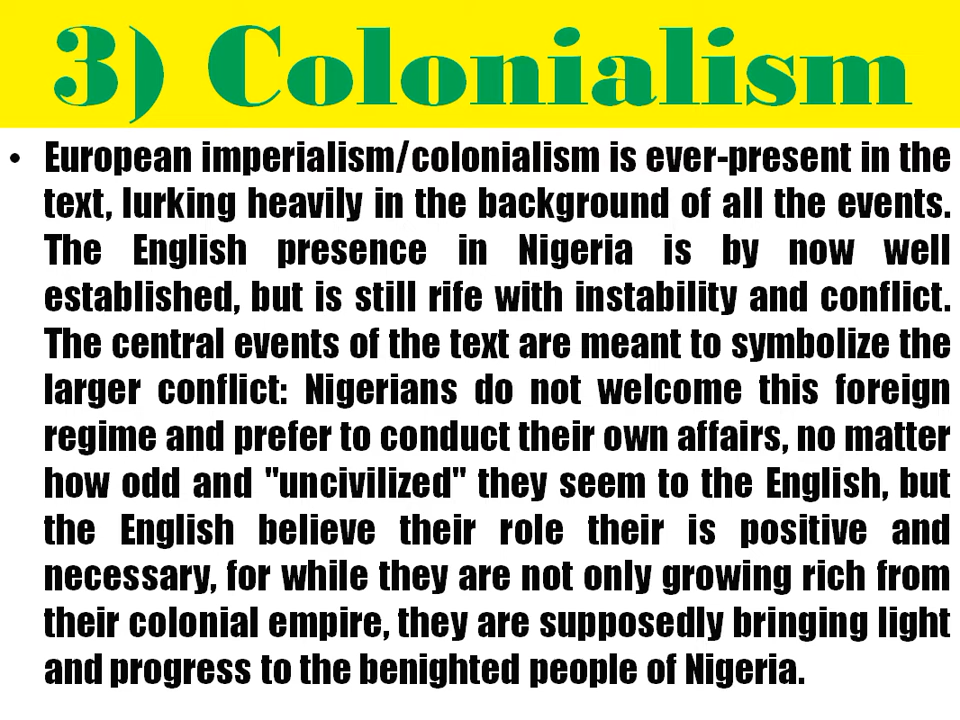 3) Colonialism
• European imperialism/colonialism is ever-present in the
text, lurking heavily in the background of all the events.
The English presence in Nigeria is by now well
established, but is still rife with instability and conflict.
The central events of the text are meant to symbolize the
larger conflict: Nigerians do not welcome this foreign
regime and prefer to conduct their own affairs, no matter
how odd and "uncivilized" they seem to the English, but
the English believe their role their is positive and
necessary, for while they are not only growing rich from
their colonial empire, they are supposedly bringing light
and progress to the benighted people of Nigeria.